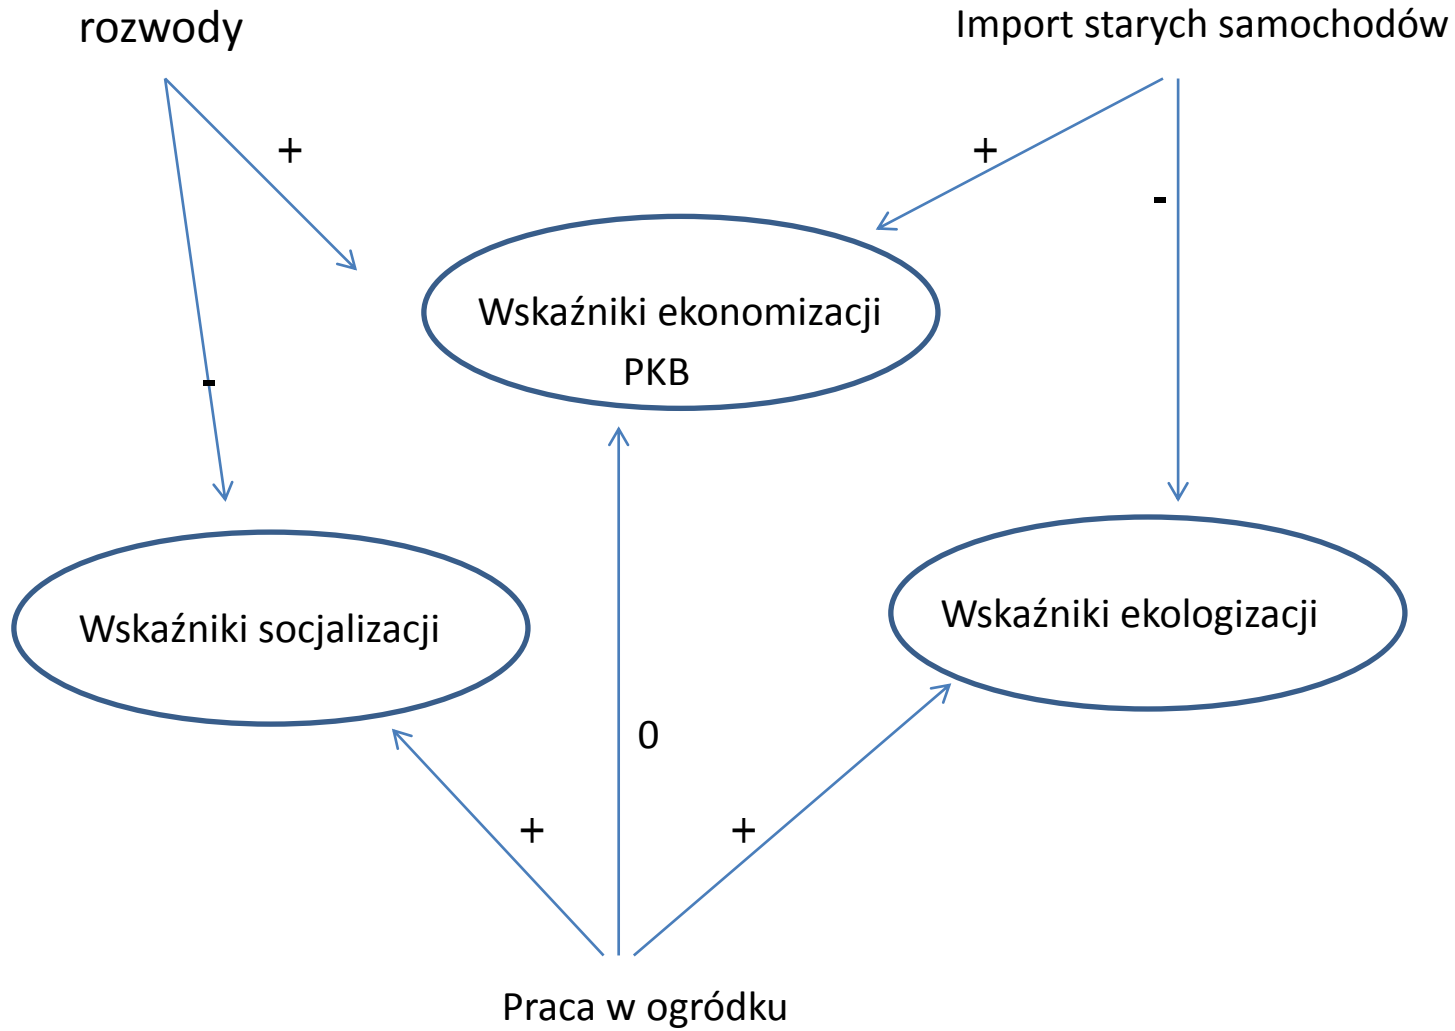 rozwody
Import starych samochodów
+
+
-
Wskaźniki ekonomizacji
PKB
-
Wskaźniki socjalizacji
Wskaźniki ekologizacji
0
+
+
Praca w ogródku